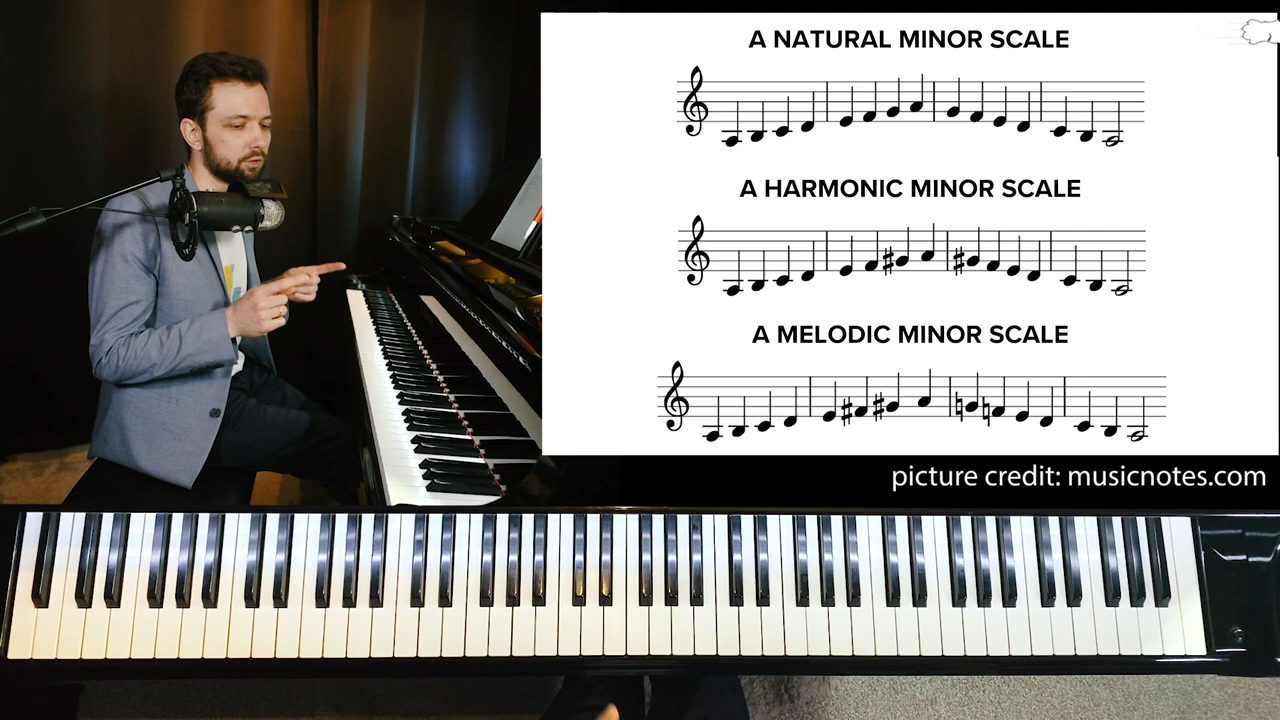 A NATURAL MINOR SCALE
A HARMONIC MINOR SCALE
A MELODIC MINOR SCALE
picture credit: musicnotes.com